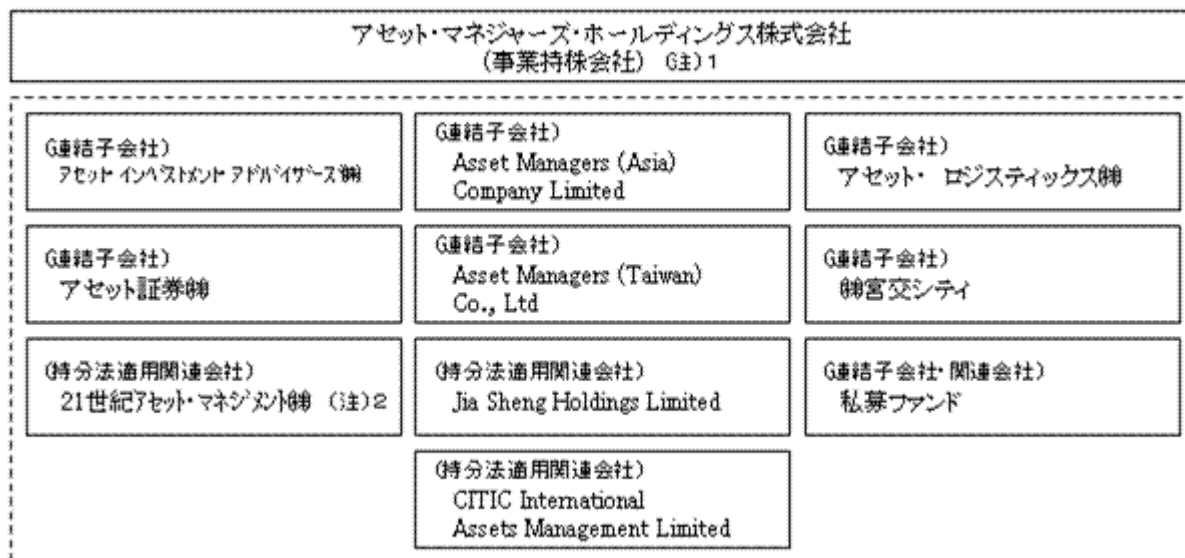 アセット・マネジャーズ・ホールディングス株式会社
(事業持株会社) (注)1
(連結子会社)
アセット インベストメント アドバイザーズ㈱
(連結子会社)
Asset Managers (Asia)
Company Limited
(連結子会社)
アセット・ ロジスティックス㈱
(連結子会社)
アセット証券㈱
(連結子会社)
Asset Managers (Taiwan)
Co., Ltd
(連結子会社)
㈱宮交シティ
(持分法適用関連会社)
21世紀アセット・マネジメント㈱ (注)2
(持分法適用関連会社)
Jia Sheng Holdings Limited
(連結子会社・関連会社)
私募ファンド
(持分法適用関連会社)
CITIC International
Assets Management Limited